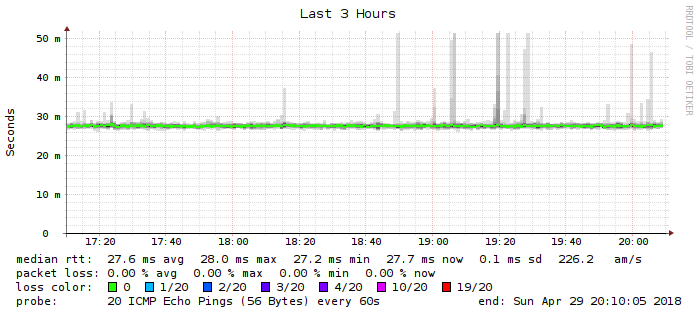 Last 3 Hours
RRDTOOL / TOBI OETIKER
Seconds
50 m
40 m
30 m
20 m
10 m
0
17:20 17:40 18:00 18:20 18:40 19:00 19:20 19:40 20:00
median rtt: 27.6 ms avg 28.0 ms max 27.2 ms min 27.7 ms now 0.1 ms sd 226.2 am/s
packet loss: 0.00 % avg 0.00 % max 0.00 % min 0.00 % now
loss color: 0 1/20 2/20 3/20 4/20 10/20 19/20
probe: 20 ICMP Echo Pings (56 Bytes) every 60s end: Sun Apr 29 20:10:05 2018